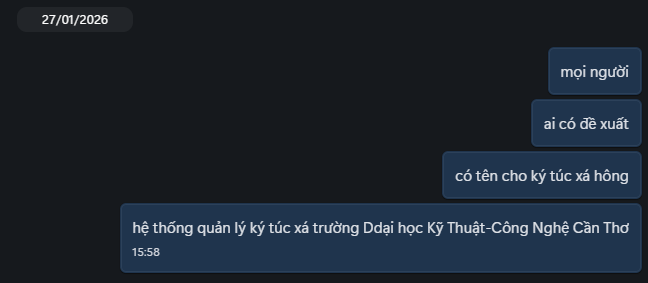 27/01/2026
mọi người
ai có đề xuất
có tên cho ký túc xá hông
hệ thống quản lý ký túc xá trường Ddại học Kỹ Thuật-Công Nghệ Cần Thơ
15:58